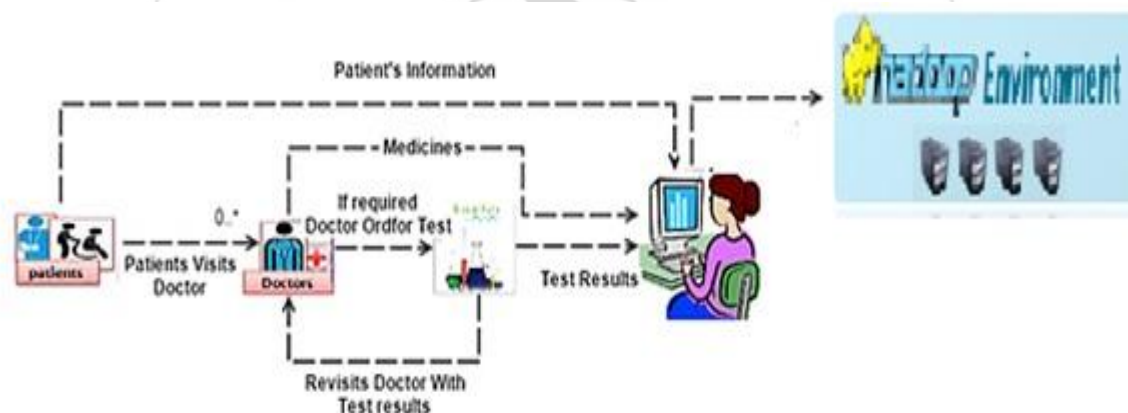 Patient's Information
hadoop Environment
Medicines
If required
Doctor Ordfor Test
0..*
patients
Patients Visits
Doctor
Doctors
Test Results
Revisits Doctor With
Test results